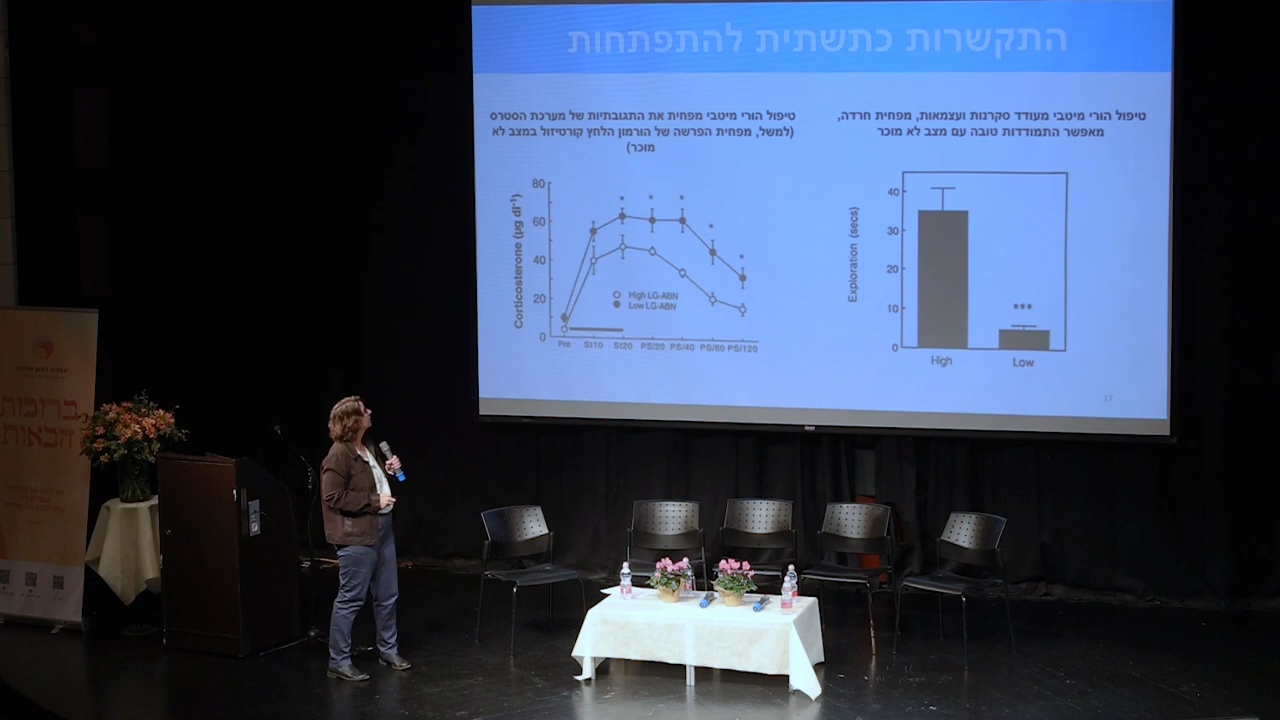 התקשרות כתשתית להתפתחות
טיפול הורי מיטבי מעודד סקרנות ועצמאות, מפחית חרדה,
מאפשר התמודדות טובה עם מצב לא מוכר
טיפול הורי מיטבי מפחית את התגובתיות של מערכת הסטרס
(למשל, מפחית הפרשה של הורמון הלחץ קורטיזול במצב לא
מוכר)
Exploration (secs)
40
30
20
10
0
***
High
Low
Corticosterone (µg dl⁻¹)
80
60
40
20
0
* * * * *
High LG-ABN
Low LG-ABN
Pre St10 St20 PS/20 PS/40 PS/60 PS/120
17
ברוכות
הבאות